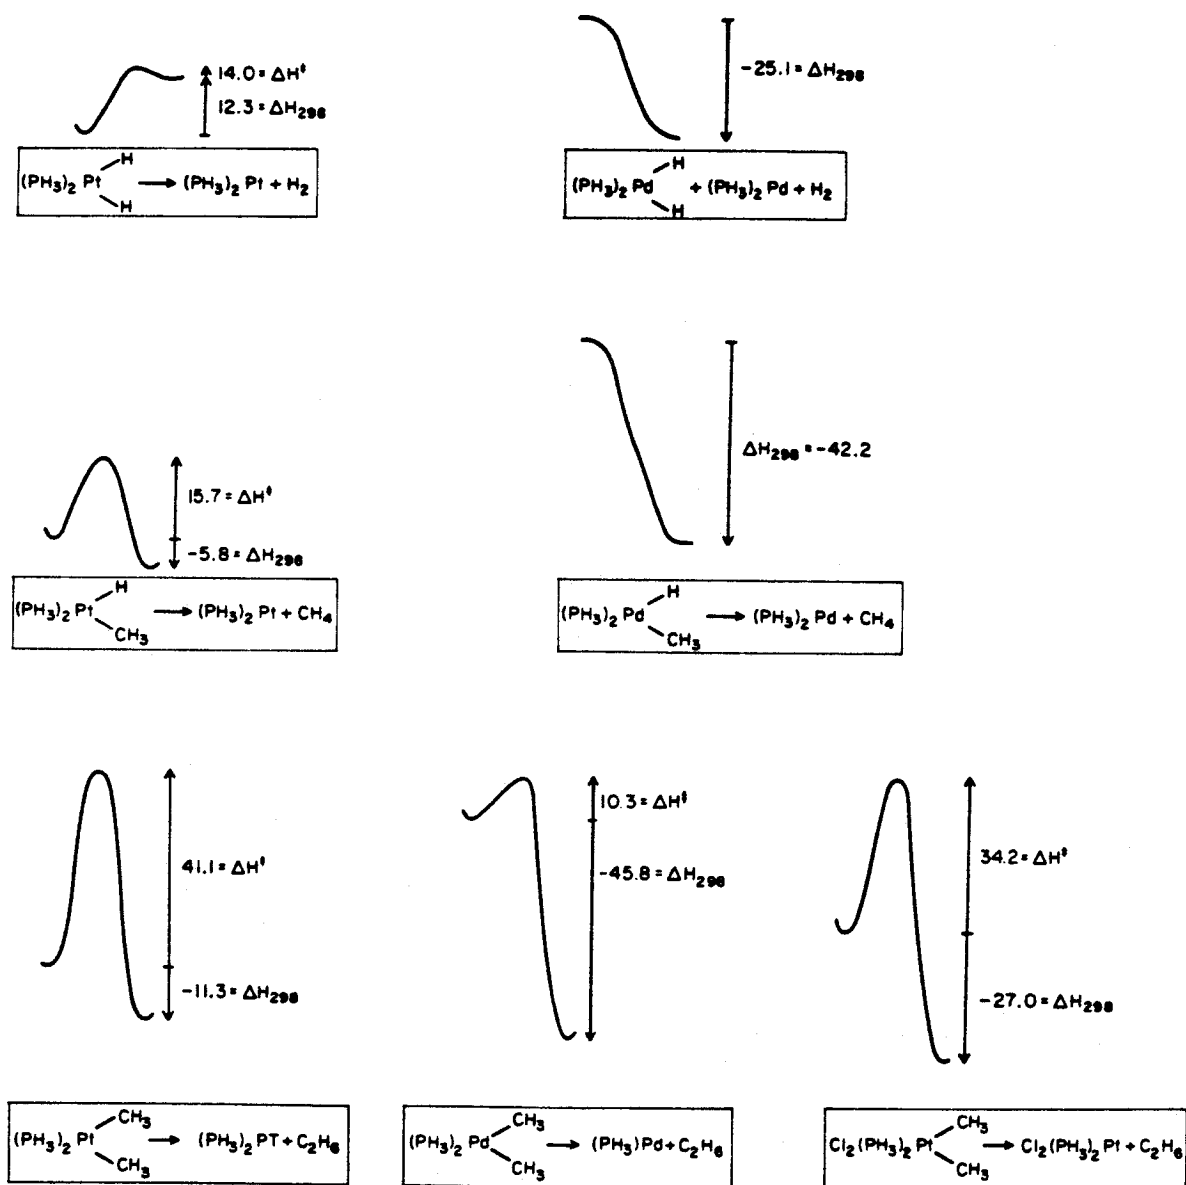 14.0 = ΔH‡
12.3 = ΔH298
-25.1 = ΔH298
H
(PH3)2 Pt → (PH3)2 Pt + H2
H
H
(PH3)2 Pd + (PH3)2 Pd + H2
H
15.7 = ΔH‡
-5.8 = ΔH298
ΔH298 = -42.2
H
(PH3)2 Pt → (PH3)2 Pt + CH4
CH3
H
(PH3)2 Pd → (PH3)2 Pd + CH4
CH3
41.1 = ΔH‡
-11.3 = ΔH298
10.3 = ΔH‡
-45.8 = ΔH298
34.2 = ΔH‡
-27.0 = ΔH298
CH3
(PH3)2 Pt → (PH3)2 PT + C2H6
CH3
CH3
(PH3)2 Pd → (PH3) Pd + C2H6
CH3
CH3
Cl2(PH3)2 Pt → Cl2(PH3)2 Pt + C2H6
CH3